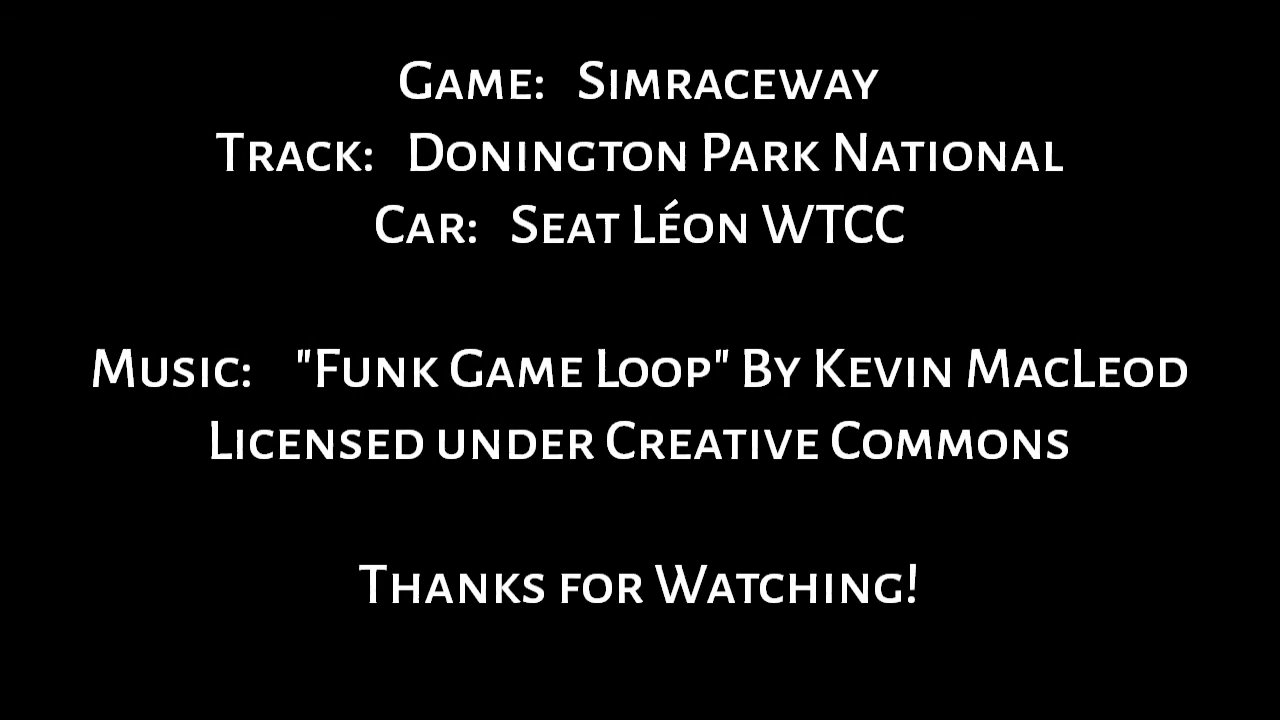 Game: Simraceway
Track: Donington Park National
Car: Seat Léon WTCC
Music: "Funk Game Loop" By Kevin MacLeod
Licensed under Creative Commons
Thanks for Watching!